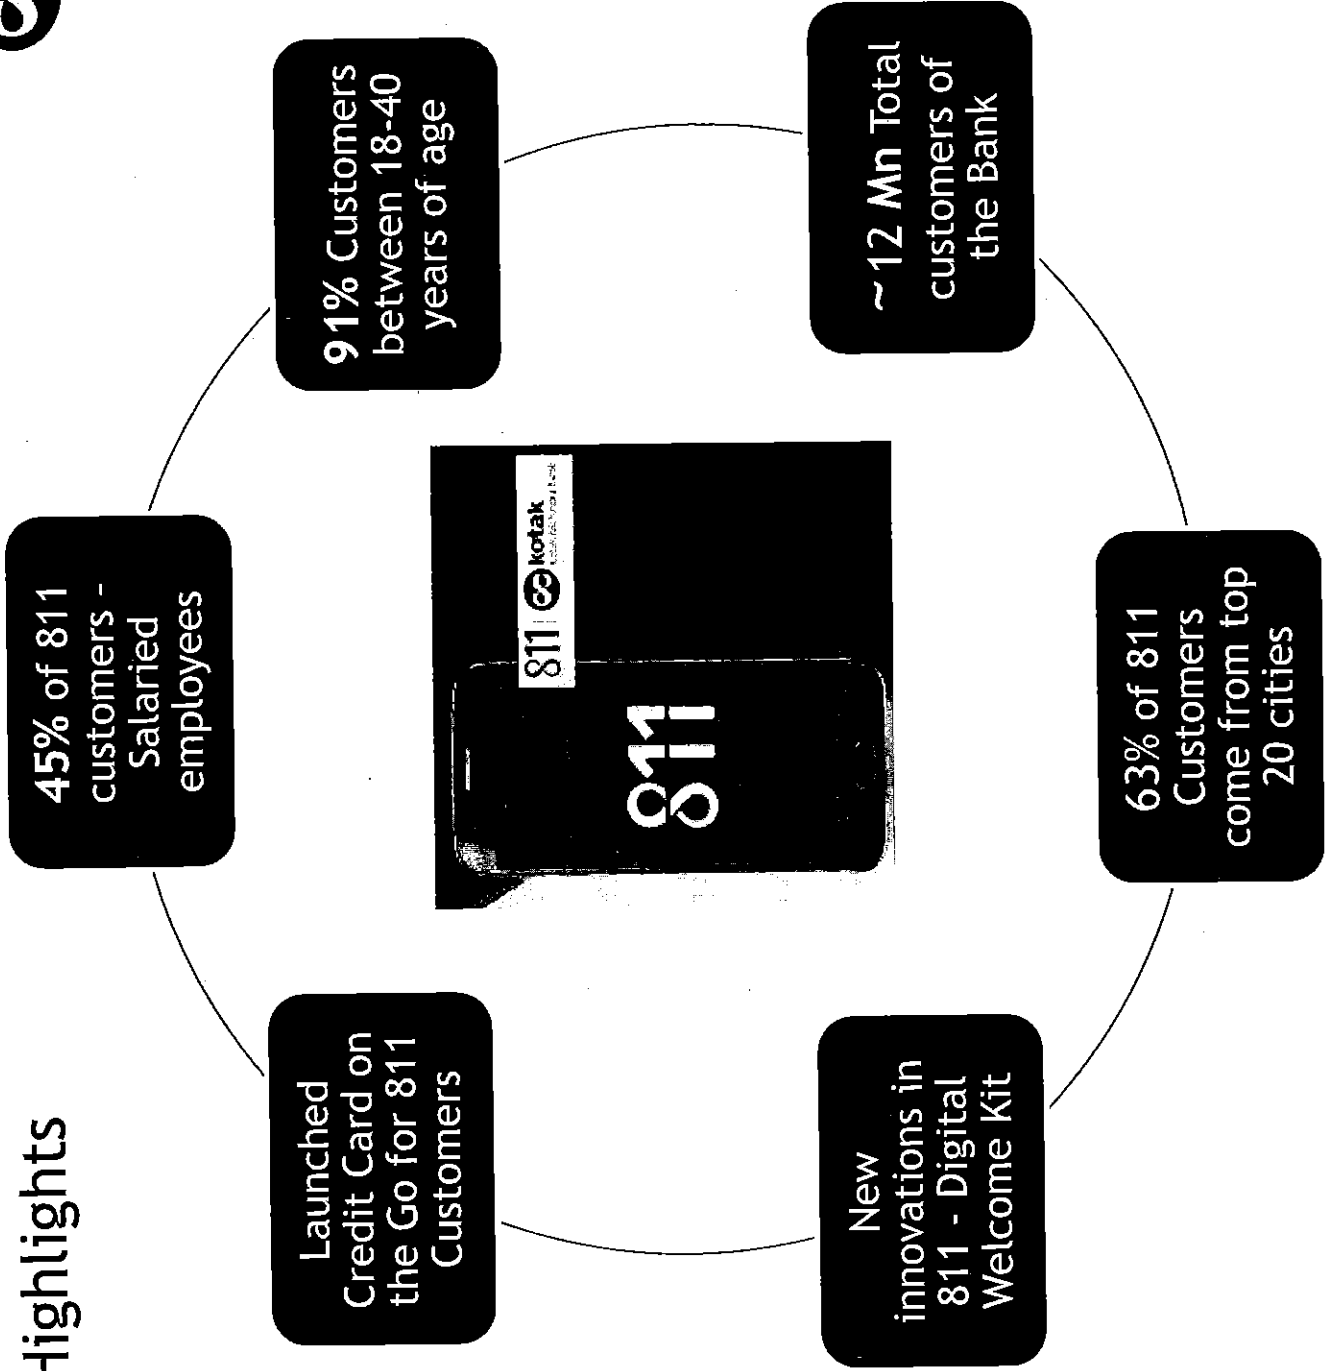 Highlights
45% of 811
customers -
Salaried
employees
91% Customers
between 18-40
years of age
~12 Mn Total
customers of
the Bank
63% of 811
Customers
come from top
20 cities
New
innovations in
811 - Digital
Welcome Kit
Launched
Credit Card on
the Go for 811
Customers
811 kotak
811